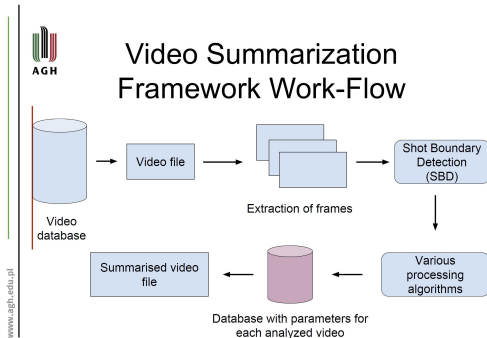 AGH
Video Summarization
Framework Work-Flow
Video file
Shot Boundary
Detection
(SBD)
Extraction of frames
Video
database
Summarised video
file
Various
processing
algorithms
Database with parameters for
each analyzed video
www.agh.edu.pl